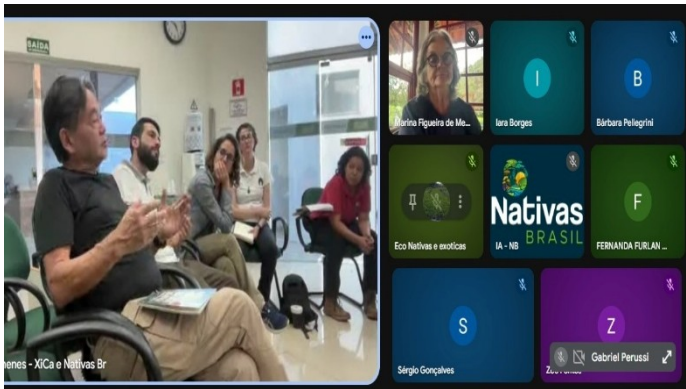 SAÍDA
nenes - XiCa e Nativas Br
Marina Figueira de Me...
I
Iara Borges
B
Bárbara Pellegrini
Eco Nativas e exoticas
Nativas
BRASIL
IA - NB
F
FERNANDA FURLAN ...
S
Sérgio Gonçalves
Z
Gabriel Perussi